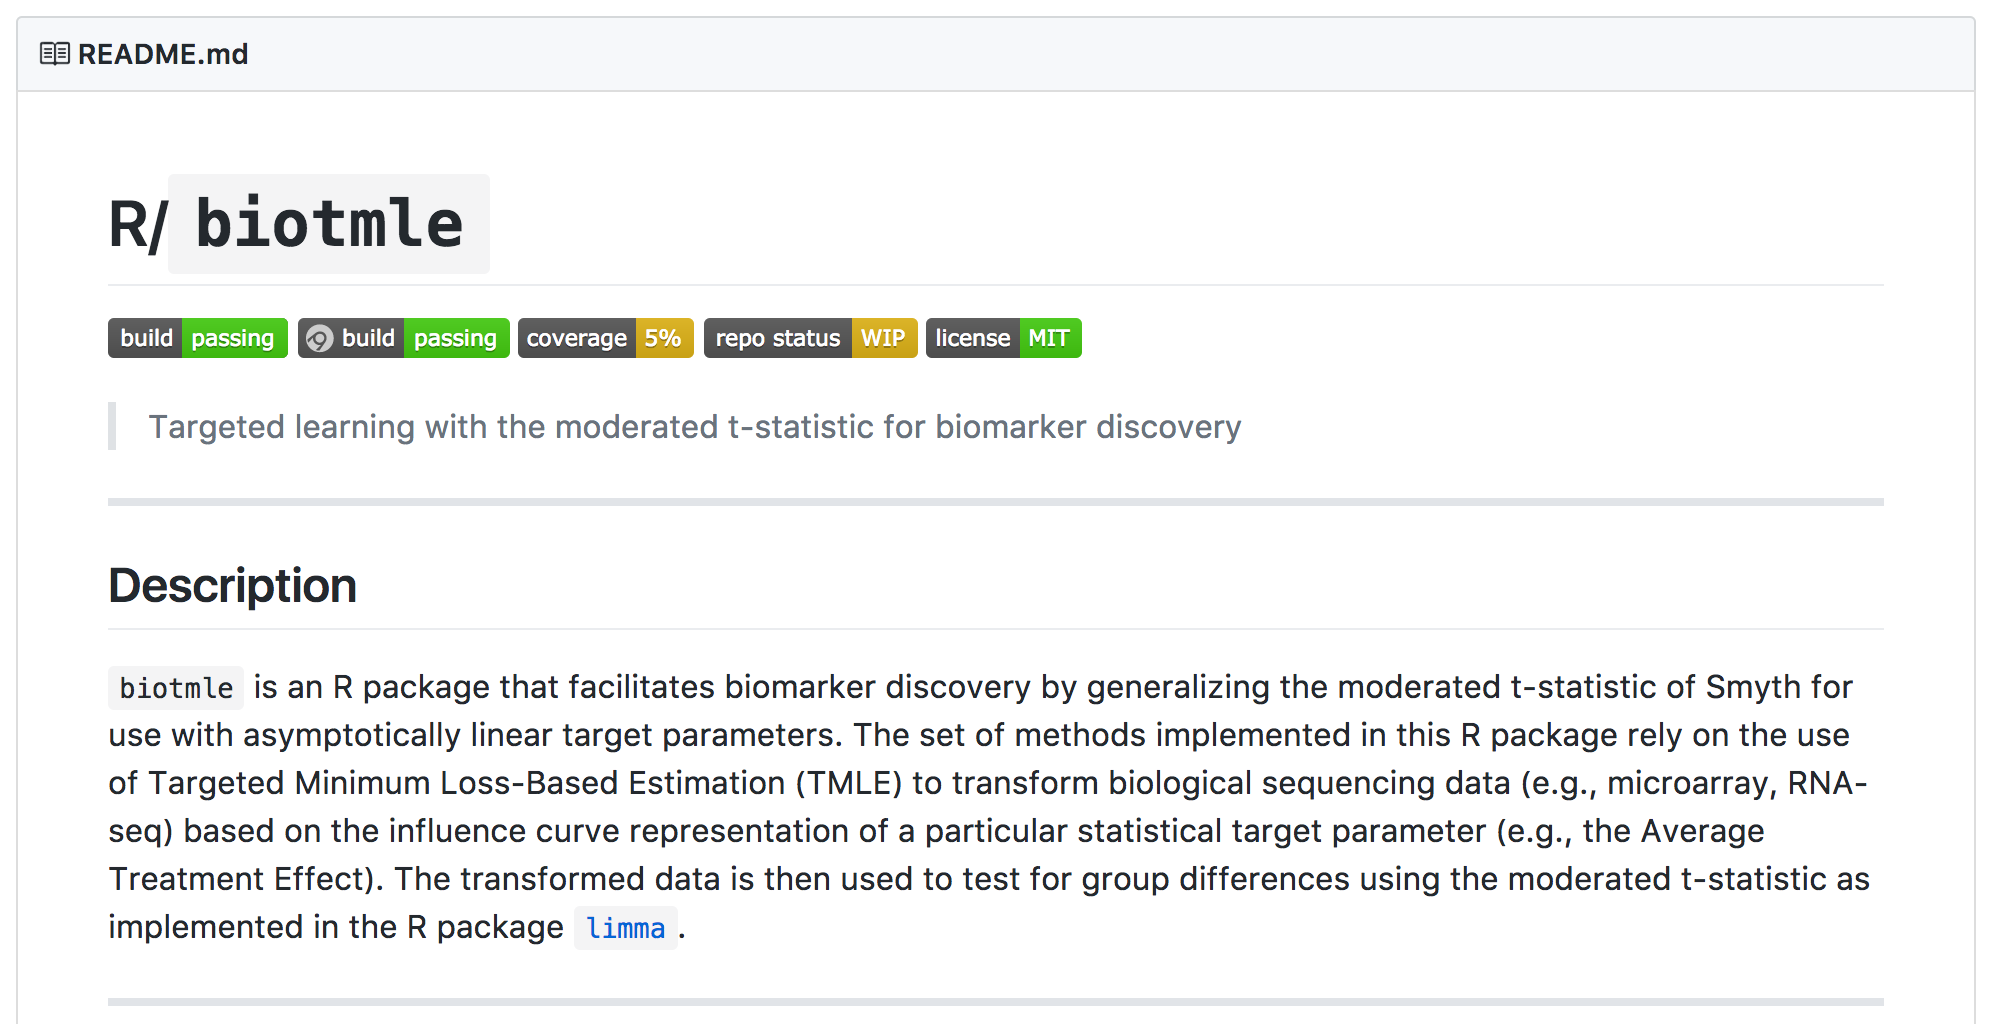 README.md
R/ biotmle
build passing build passing coverage 5% repo status WIP license MIT
Targeted learning with the moderated t-statistic for biomarker discovery
Description
biotmle is an R package that facilitates biomarker discovery by generalizing the moderated t-statistic of Smyth for
use with asymptotically linear target parameters. The set of methods implemented in this R package rely on the use
of Targeted Minimum Loss-Based Estimation (TMLE) to transform biological sequencing data (e.g., microarray, RNA-
seq) based on the influence curve representation of a particular statistical target parameter (e.g., the Average
Treatment Effect). The transformed data is then used to test for group differences using the moderated t-statistic as
implemented in the R package limma.